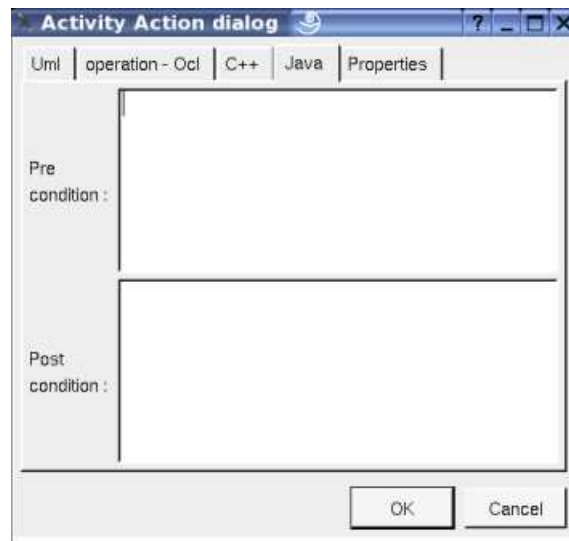 Activity Action dialog
Uml operation - Ocl C++ Java Properties
Pre
condition :
Post
condition :
OK Cancel